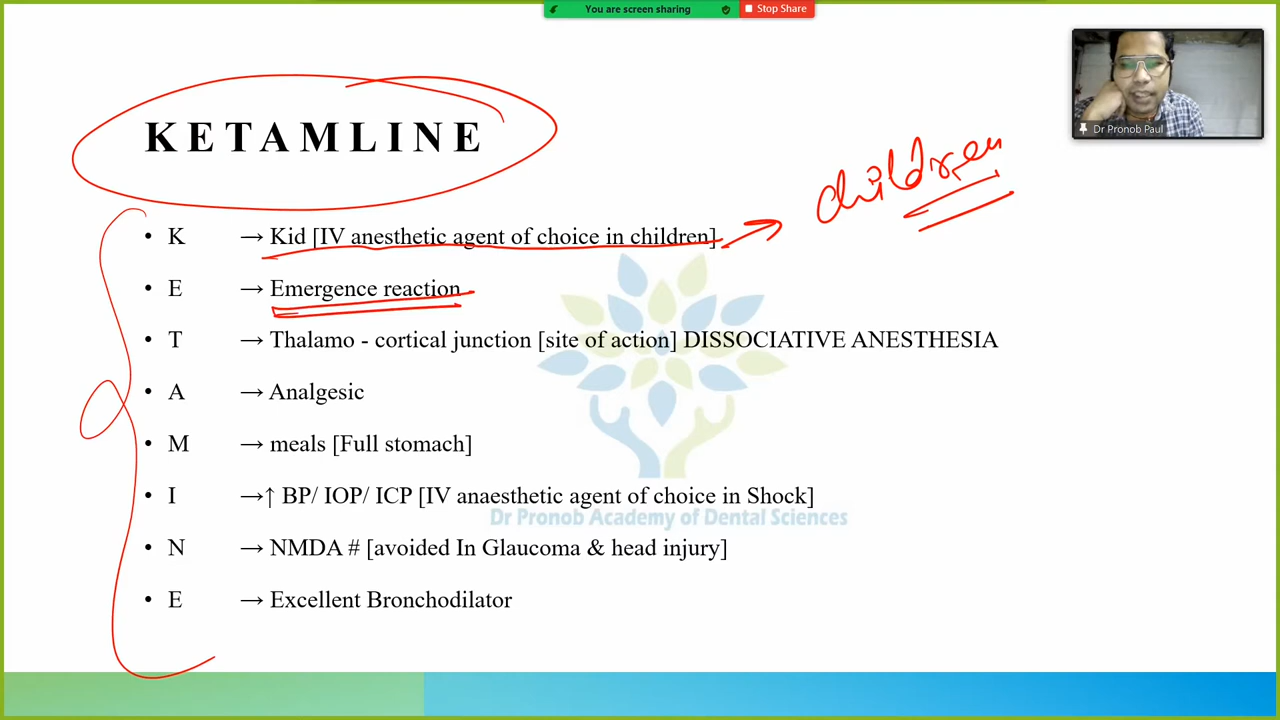 You are screen sharing Stop Share
K E T A M L I N E
Dr Pronob Paul
children
• K → Kid [IV anesthetic agent of choice in children]
• E → Emergence reaction
• T → Thalamo - cortical junction [site of action] DISSOCIATIVE ANESTHESIA
• A → Analgesic
• M → meals [Full stomach]
• I →↑ BP/ IOP/ ICP [IV anaesthetic agent of choice in Shock]
Dr Pronob Academy of Dental Sciences
• N → NMDA # [avoided In Glaucoma & head injury]
• E → Excellent Bronchodilator